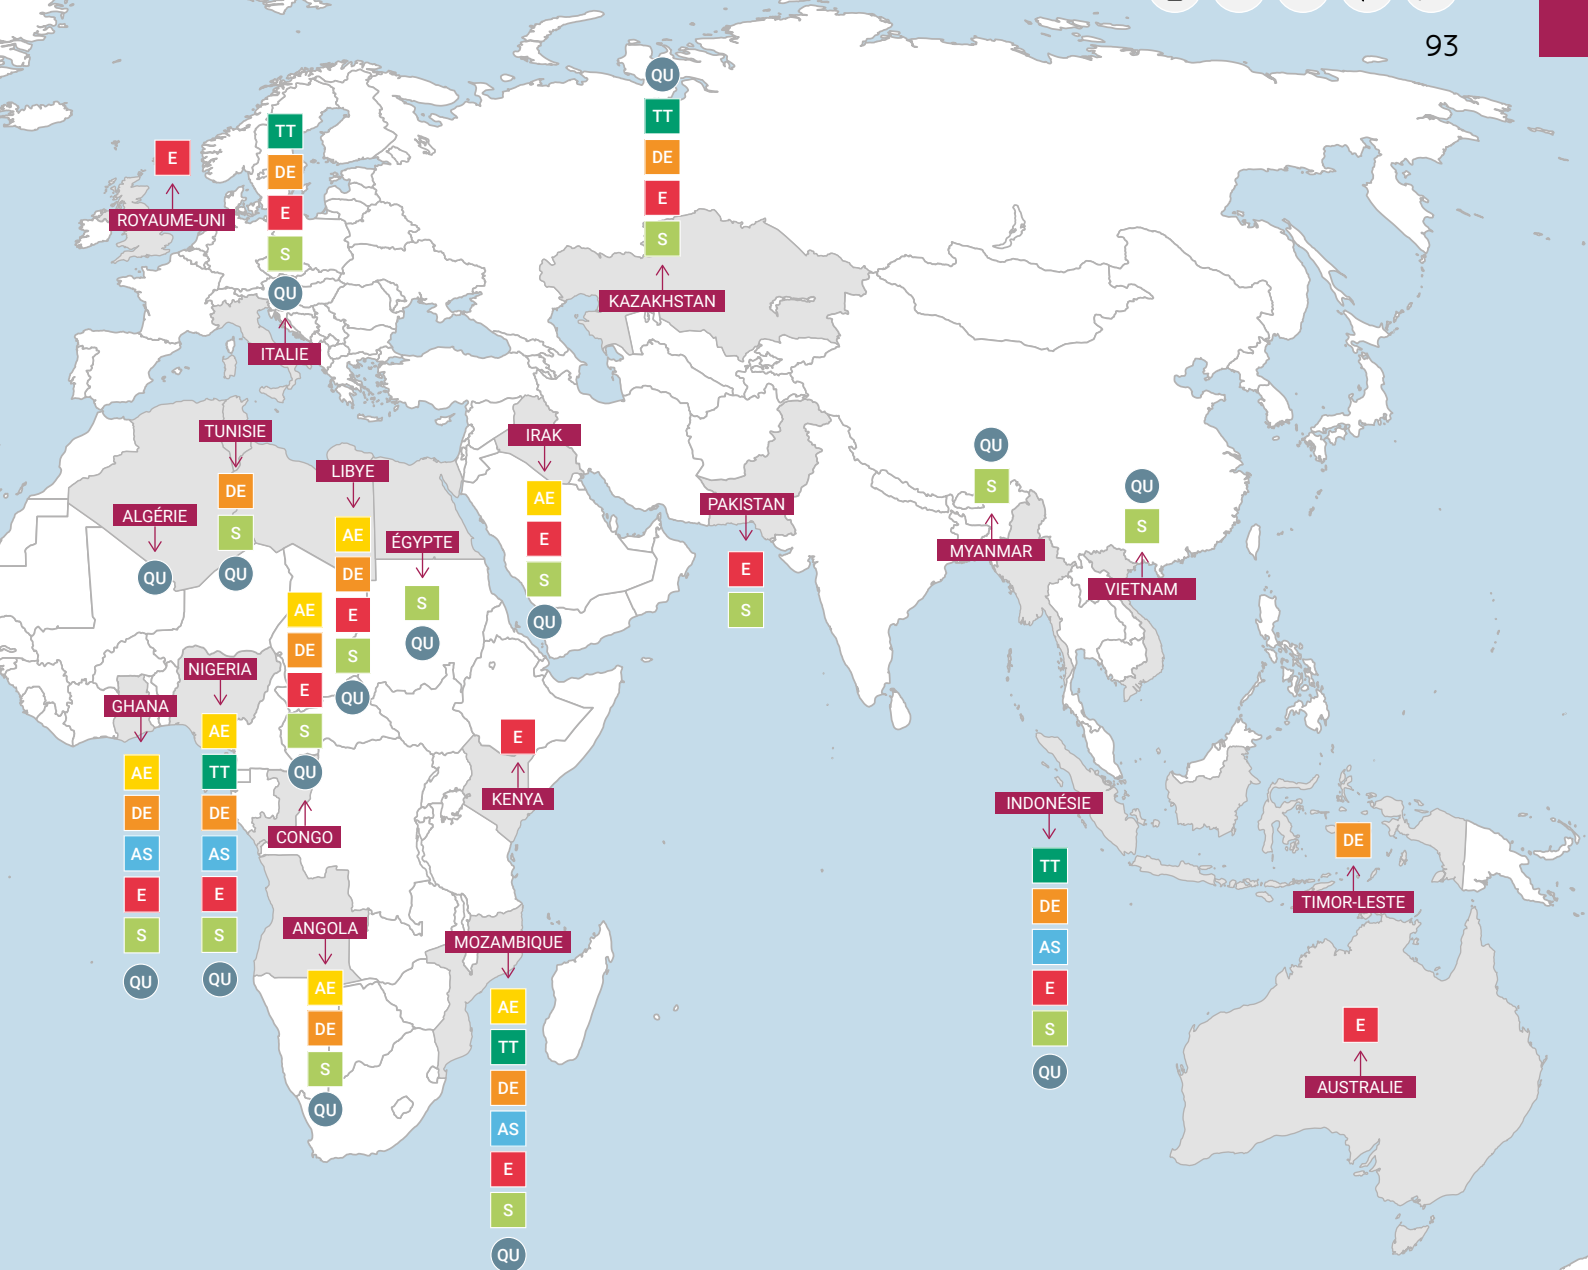 93
QU
TT
DE
E
S
KAZAKHSTAN
E
ROYAUME-UNI
TT
DE
E
S
QU
ITALIE
TUNISIE
DE
S
QU
ALGÉRIE
QU
LIBYE
AE
DE
E
S
QU
ÉGYPTE
S
QU
IRAK
AE
E
S
QU
PAKISTAN
E
S
QU
S
MYANMAR
QU
S
VIETNAM
AE
DE
E
S
QU
CONGO
NIGERIA
AE
TT
DE
AS
E
S
QU
GHANA
AE
DE
AS
E
S
QU
E
KENYA
ANGOLA
AE
DE
S
QU
MOZAMBIQUE
AE
TT
DE
AS
E
S
QU
INDONÉSIE
TT
DE
AS
E
S
QU
DE
TIMOR-LESTE
E
AUSTRALIE